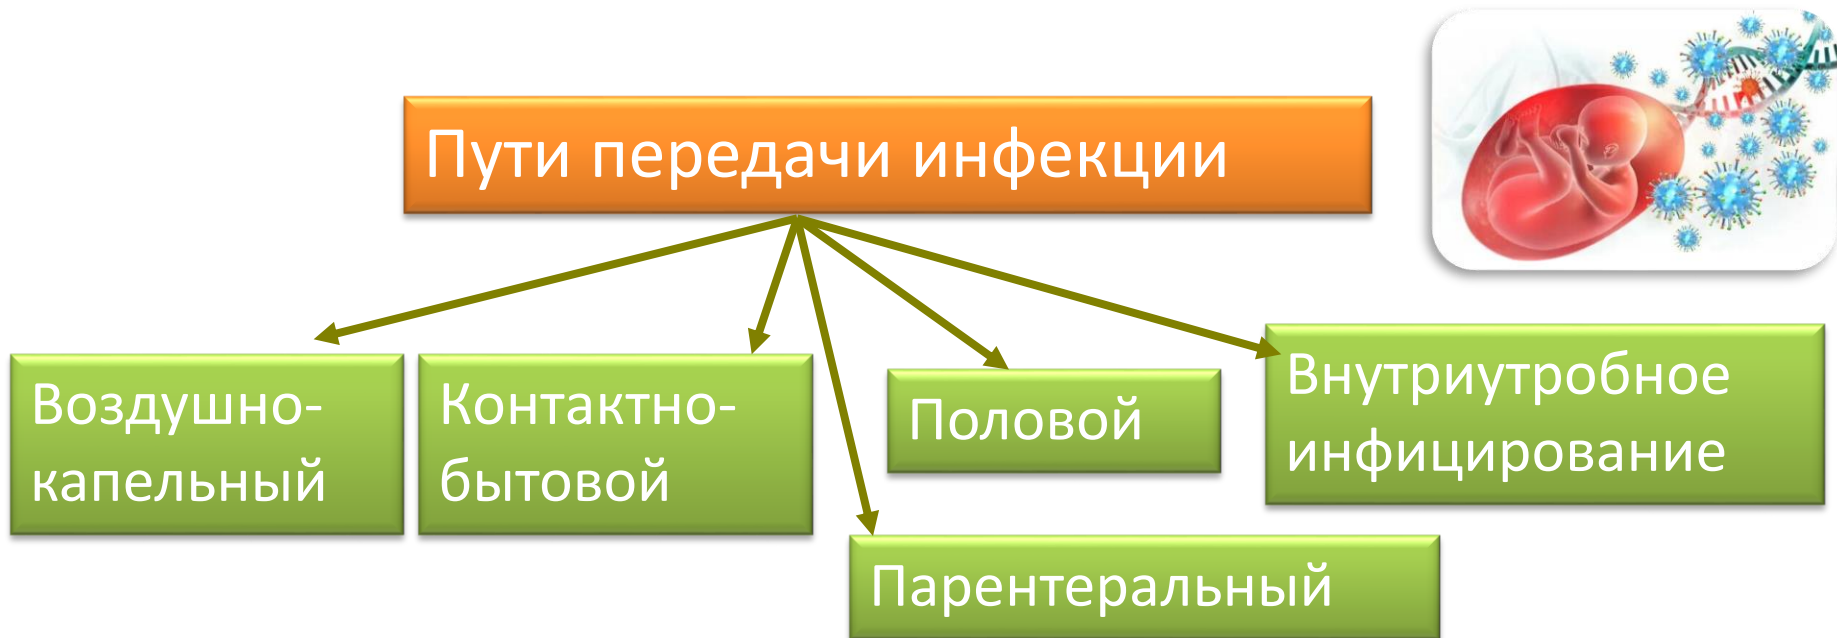 Пути передачи инфекции
Воздушно-
капельный
Контактно-
бытовой
Половой
Внутриутробное
инфицирование
Парентеральный